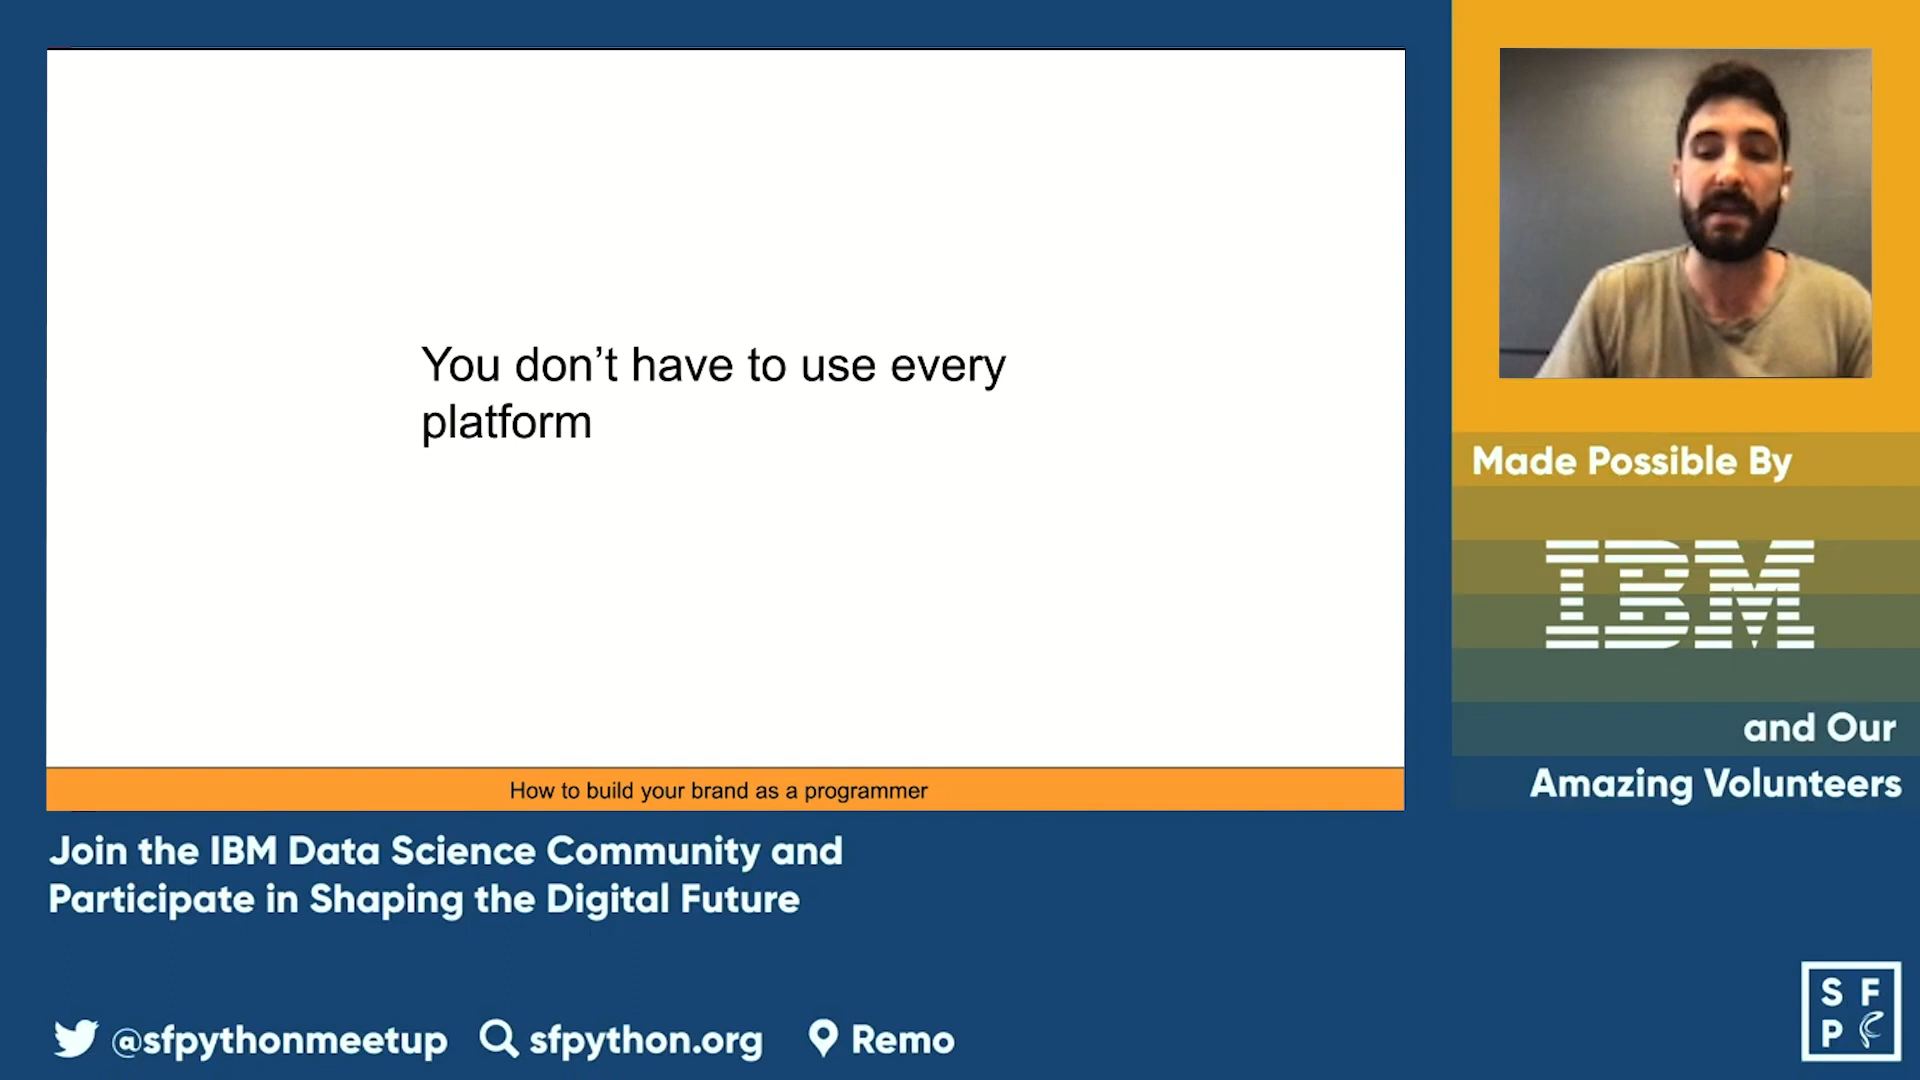 You don’t have to use every
platform
How to build your brand as a programmer
Made Possible By
IBM
and Our
Amazing Volunteers
Join the IBM Data Science Community and
Participate in Shaping the Digital Future
@sfpythonmeetup
sfpython.org
Remo
S F
P